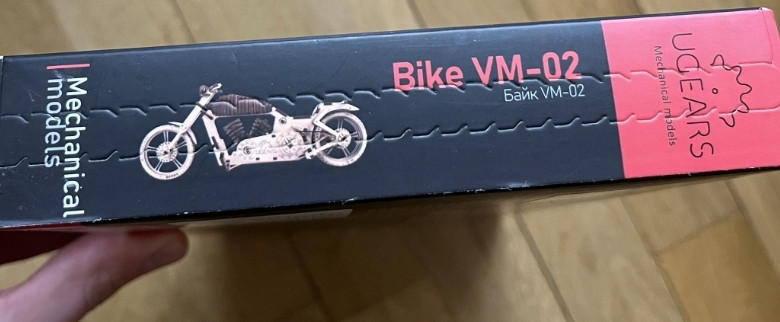 Mechanical
models
Bike VM-02
Байк VM-02
UGEARS
Mechanical models